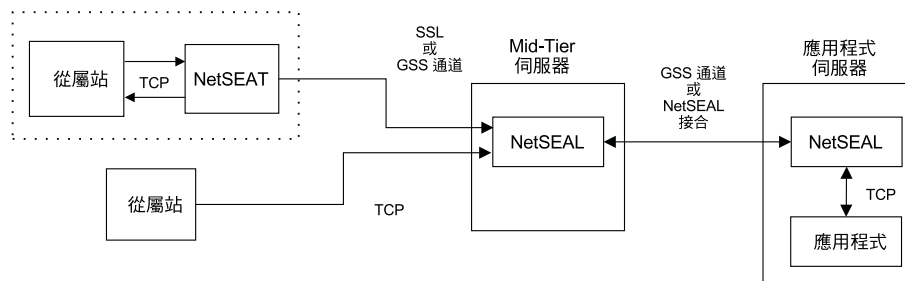 從屬站
TCP
NetSEAT
SSL
或
GSS 通道
Mid-Tier
伺服器
NetSEAL
GSS 通道
或
NetSEAL
接合
應用程式
伺服器
NetSEAL
TCP
應用程式
從屬站
TCP